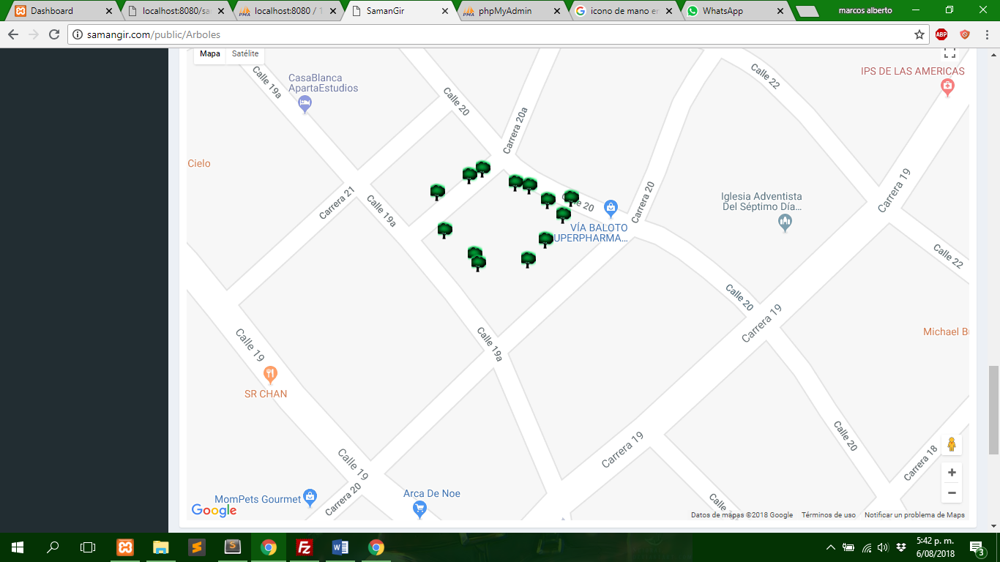 Dashboard
localhost:8080/sa
localhost:8080 / 1
SamanGir
phpMyAdmin
icono de mano en
WhatsApp
marcos alberto
samangir.com/public/Arboles
ABP
Mapa
Satélite
CasaBlanca
ApartaEstudios
IPS DE LAS AMERICAS
Calle 19a
Calle 20
Calle 22
Carrera 20a
Cielo
Carrera 21
Calle 19a
Calle 20
Carrera 20
Carrera 19
Iglesia Adventista
Del Séptimo Día...
VÍA BALOTO
UPERPHARMA...
Calle 22
Calle 20
Carrera 19
Michael B
Calle 19
Calle 19a
SR CHAN
Calle 20
Carrera 19
Carrera 18
Calle 19
Carrera 20
MomPets Gourmet
Arca De Noe
Calle
Google
Datos de mapas ©2018 Google
Términos de uso
Notificar un problema de Maps
5:42 p. m.
6/08/2018
3